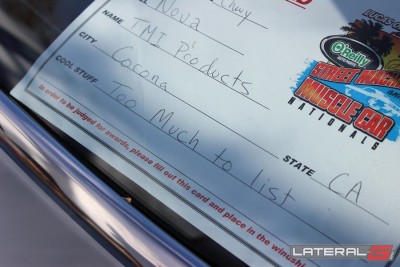 Chevy
Nova
NAME TMI Products
CITY Corona
STATE CA
COOL STUFF Too Much to list
In order to be judged for awards, please fill out this card and place in the
O'Reilly
STREET MACHINE
MUSCLE CAR
NATIONALS
LATERAL